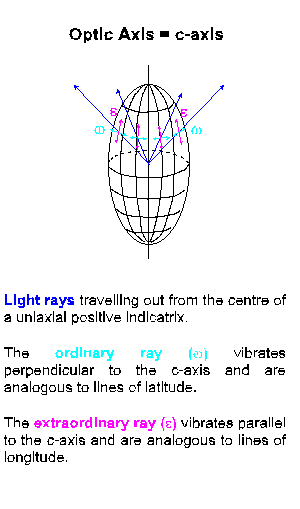 Optic Axis = c-axis
ε ε
ω ω
Light rays travelling out from the centre of
a uniaxial positive indicatrix.
The ordinary ray (ω) vibrates
perpendicular to the c-axis and are
analogous to lines of latitude.
The extraordinary ray (ε) vibrates parallel
to the c-axis and are analogous to lines of
longitude.